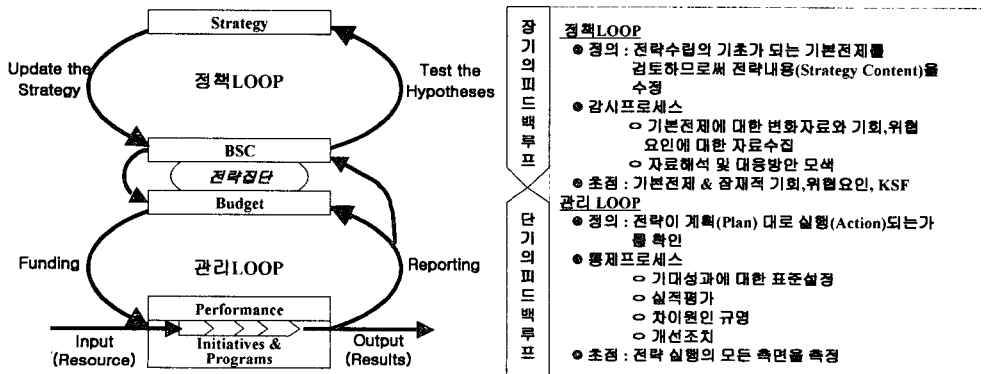 Strategy
Update the
Strategy
정책LOOP
Test the
Hypotheses
BSC
전략집단
Budget
Funding
관리LOOP
Reporting
Performance
Input
(Resource)
Initiatives &
Programs
Output
(Results)
장기의피드백루프
정책LOOP
정의 : 전략수립의 기초가 되는 기본전제를
검토하므로써 전략내용(Strategy Content)을
수정
감시프로세스
기본전제에 대한 변화자료와 기회,위협
요인에 대한 자료수집
자료해석 및 대응방안 모색
초점 : 기본전제 & 잠재적 기회,위협요인, KSF
단기의피드백루프
관리 LOOP
정의 : 전략이 계획(Plan) 대로 실행(Action)되는가
를 확인
통제프로세스
기대성과에 대한 표준설정
실적평가
차이원인 규명
개선조치
초점 : 전략 실행의 모든 측면을 측정